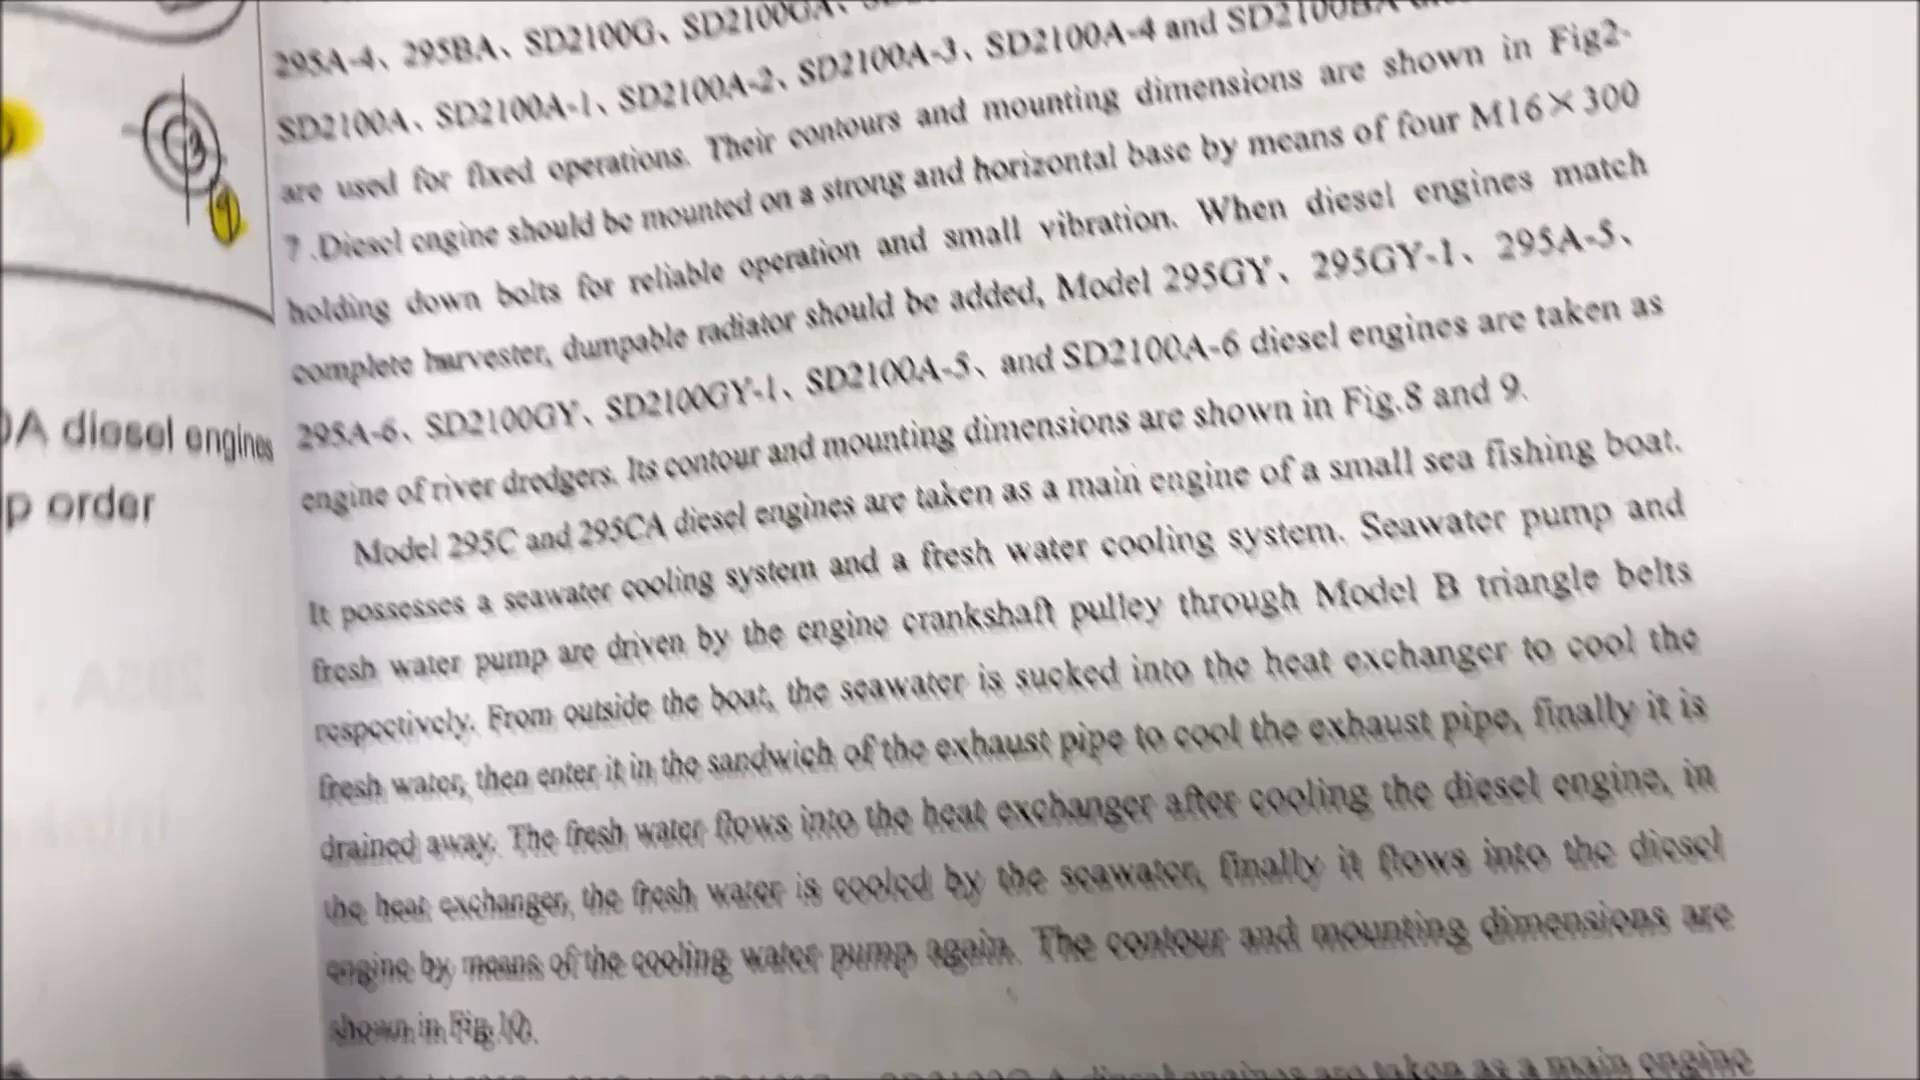 295A-4、295BA、SD2100G、SD2100GA、
SD2100A、SD2100A-1、SD2100A-2、SD2100A-3、SD2100A-4 and SD2100BA
are used for fixed operations. Their contours and mounting dimensions are shown in Fig2-
7 .Diesel engine should be mounted on a strong and horizontal base by means of four M16×300
holding down bolts for reliable operation and small vibration. When diesel engines match
complete harvester, dumpable radiator should be added, Model 295GY、295GY-1、295A-5、
295A-6、SD2100GY、SD2100GY-1、SD2100A-5、and SD2100A-6 diesel engines are taken as
engine of river dredgers. Its contour and mounting dimensions are shown in Fig.8 and 9.
Model 295C and 295CA diesel engines are taken as a main engine of a small sea fishing boat.
It possesses a seawater cooling system and a fresh water cooling system. Seawater pump and
fresh water pump are driven by the engine crankshaft pulley through Model B triangle belts
respectively. From outside the boat, the seawater is sucked into the heat exchanger to cool the
fresh water, then enter it in the sandwich of the exhaust pipe to cool the exhaust pipe, finally it is
drained away. The fresh water flows into the heat exchanger after cooling the diesel engine, in
the heat exchanger, the fresh water is cooled by the seawater, finally it flows into the diesel
engine by means of the cooling water pump again. The contour and mounting dimensions are
shown in Fig.10.
diesel engines are taken as a main engine
3
9
0A diesel engines
p order